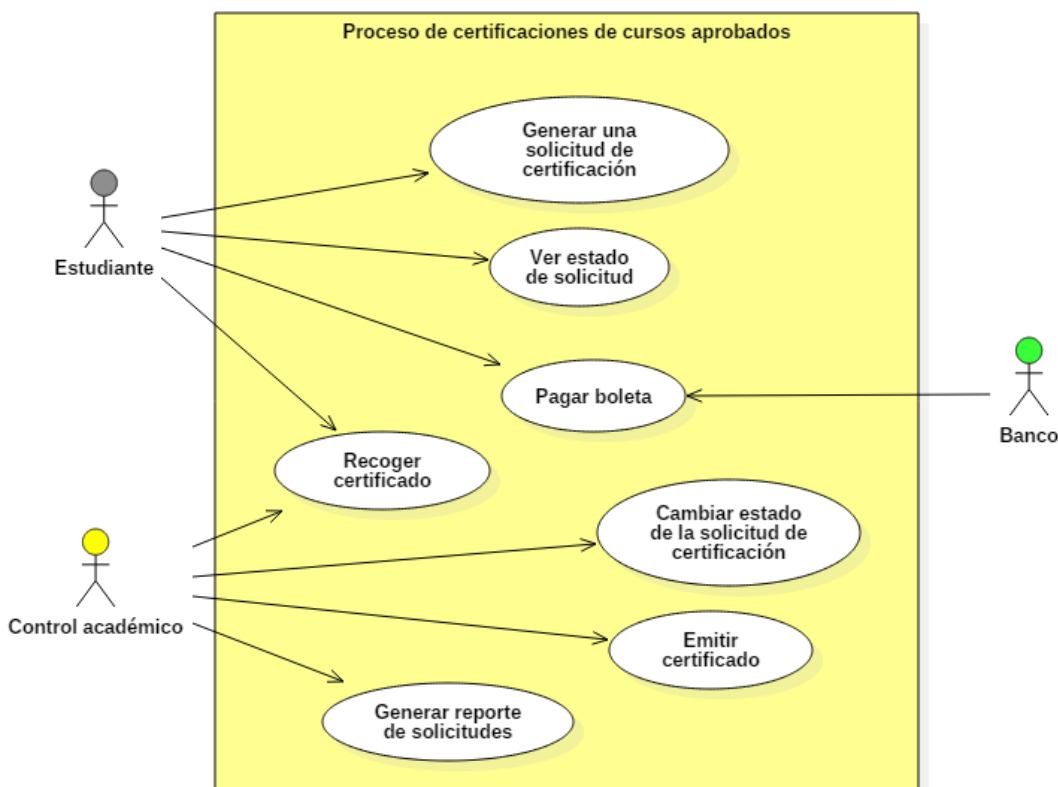 Proceso de certificaciones de cursos aprobados
Generar una
solicitud de
certificación
Estudiante
Ver estado
de solicitud
Pagar boleta
Banco
Recoger
certificado
Cambiar estado
de la solicitud de
certificación
Control académico
Emitir
certificado
Generar reporte
de solicitudes